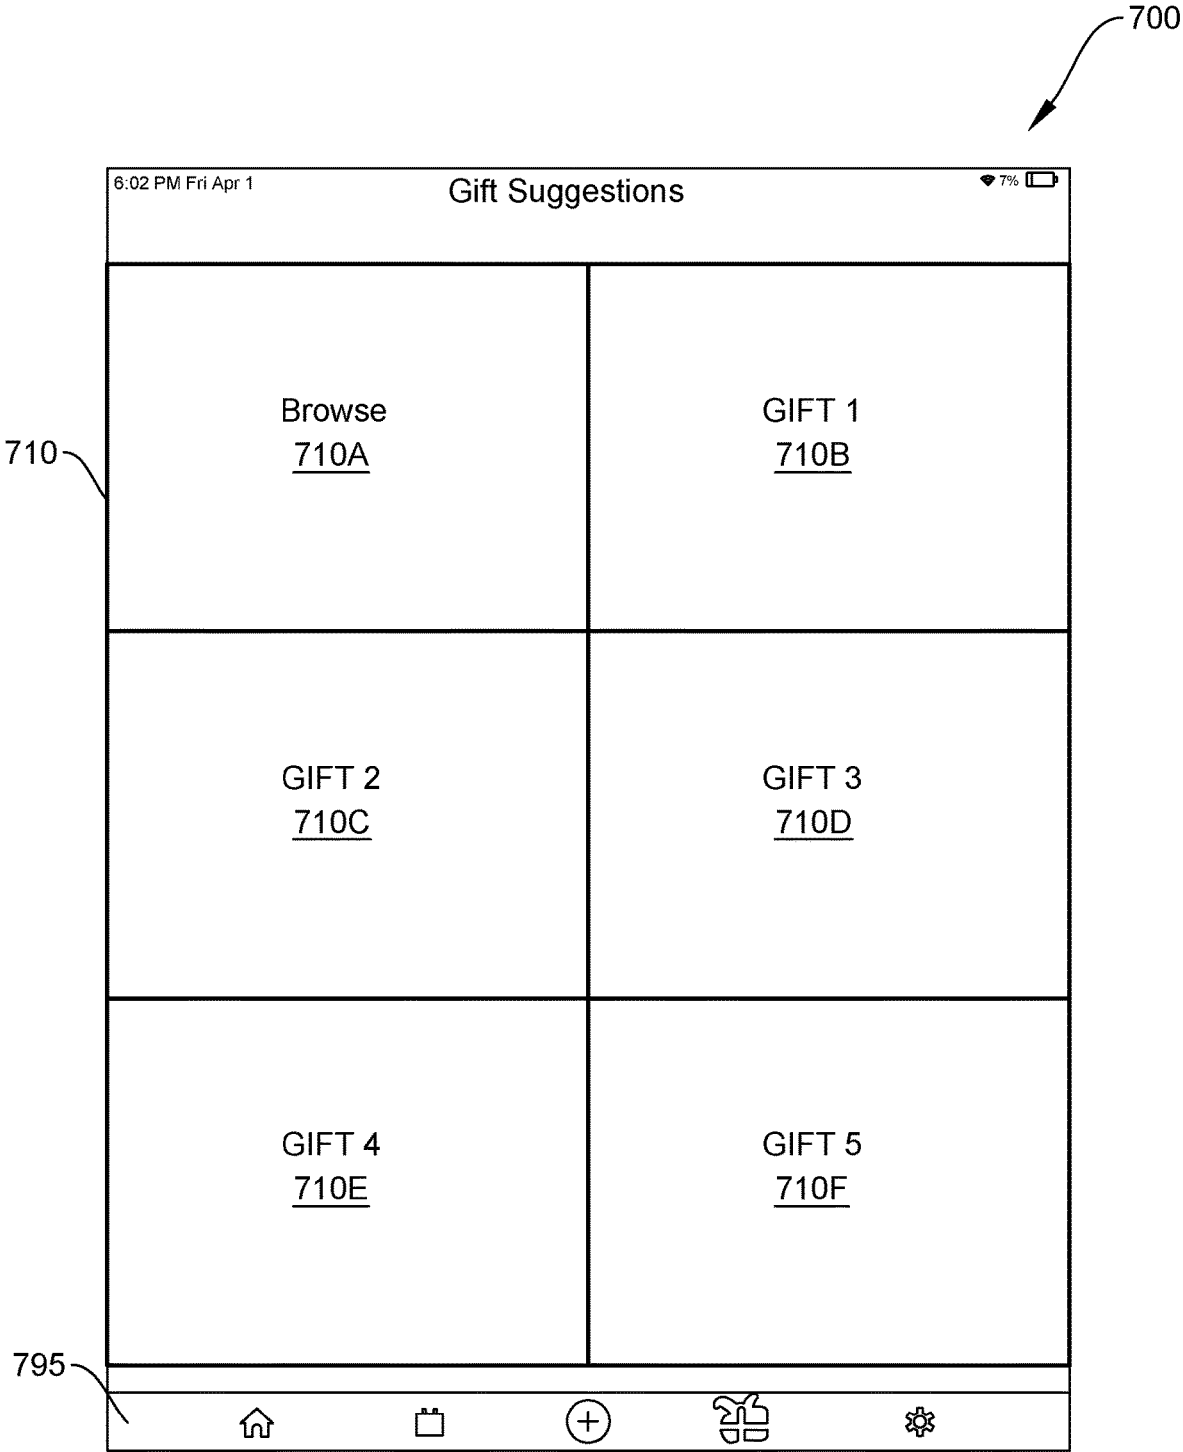 700
6:02 PM Fri Apr 1
Gift Suggestions
7%
Browse
710A
GIFT 1
710B
710
GIFT 2
710C
GIFT 3
710D
GIFT 4
710E
GIFT 5
710F
795